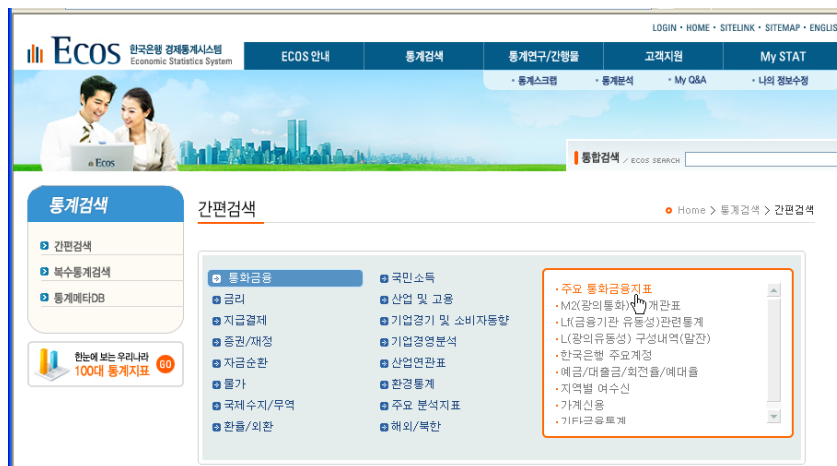 LOGIN • HOME • SITELINK • SITEMAP • ENGLIS
Ecos 한국은행 경제통계시스템
Economic Statistics System
ECOS 안내 통계검색 통계연구/간행물 고객지원 My STAT
· 통계스크랩 · 통계분석 · My Q&A · 나의 정보수정
Ecos
통합검색 / ECOS SEARCH
통계검색
간편검색
Home > 통계검색 > 간편검색
간편검색
복수통계검색
통계메타DB
한눈에 보는 우리나라
100대 통계지표 GO
통화금융
금리
지급결제
증권/재정
자금순환
물가
국제수지/무역
환율/외환
국민소득
산업 및 고용
기업경기 및 소비자동향
기업경영분석
산업연관표
환경통계
주요 분석지표
해외/북한
· 주요 통화금융지표
· M2(광의통화) 개관표
· Lf(금융기관 유동성)관련통계
· L(광의유동성) 구성내역(말잔)
· 한국은행 주요계정
· 예금/대출금/회전율/예대율
· 지역별 여수신
· 가계신용
· 기타금융통계